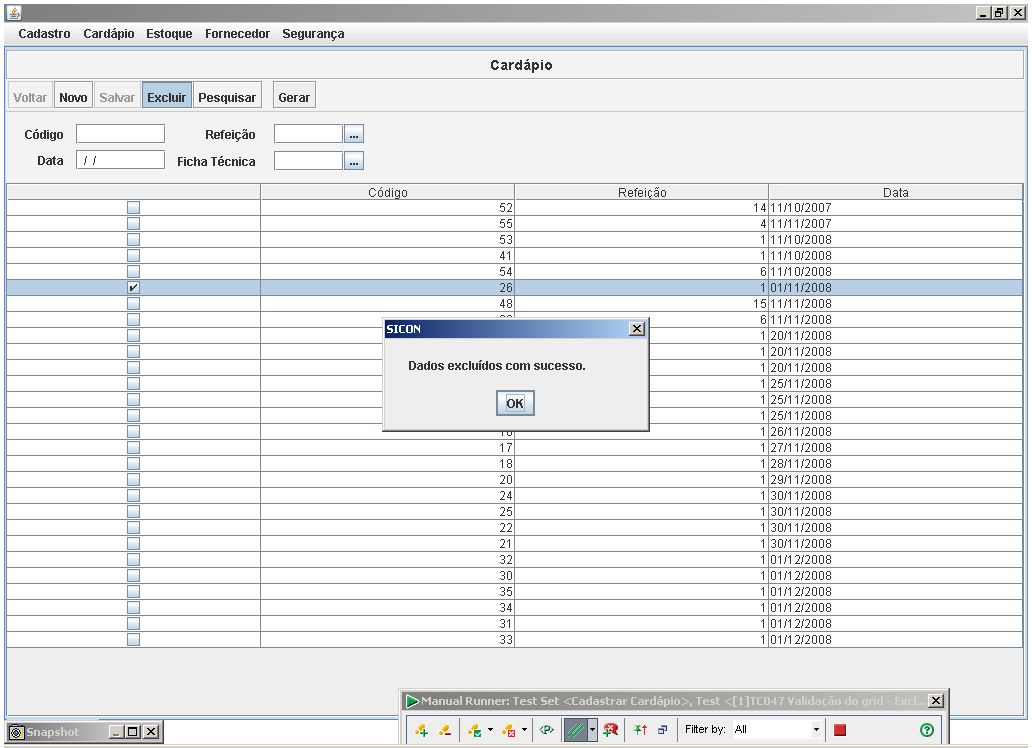 Cadastro Cardápio Estoque Fornecedor Segurança
Cardápio
Voltar Novo Salvar Excluir Pesquisar Gerar
Código Refeição ...
Data / / Ficha Técnica ...
Código Refeição Data
52 14 11/10/2007
55 4 11/11/2007
53 1 11/10/2008
41 1 11/10/2008
54 6 11/10/2008
26 1 01/11/2008
48 15 11/11/2008
6 11/11/2008
SICON
1 20/11/2008
1 20/11/2008
Dados excluídos com sucesso.
1 20/11/2008
1 25/11/2008
OK
1 25/11/2008
1 25/11/2008
1 26/11/2008
17 1 27/11/2008
18 1 28/11/2008
20 1 29/11/2008
24 1 30/11/2008
25 1 30/11/2008
22 1 30/11/2008
21 1 30/11/2008
32 1 01/12/2008
30 1 01/12/2008
35 1 01/12/2008
34 1 01/12/2008
31 1 01/12/2008
33 1 01/12/2008
Manual Runner: Test Set <Cadastrar Cardápio>, Test <[1]TC047 Validação do grid - Excl...
Snapshot
<P> Filter by: All